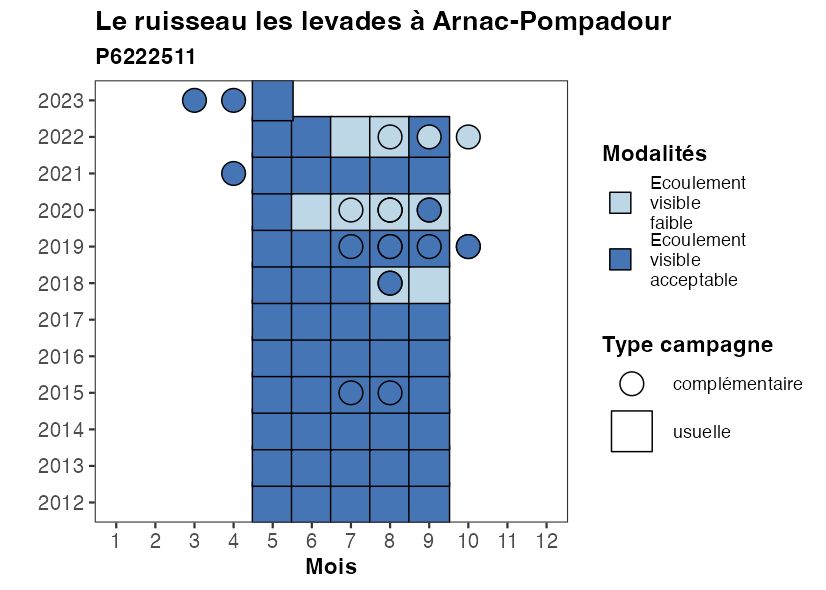 Le ruisseau les levades à Arnac-Pompadour
P6222511
2023
2022
2021
2020
2019
2018
2017
2016
2015
2014
2013
2012
1 2 3 4 5 6 7 8 9 10 11 12
Mois
Modalités
Ecoulement
visible
faible
Ecoulement
visible
acceptable
Type campagne
complémentaire
usuelle